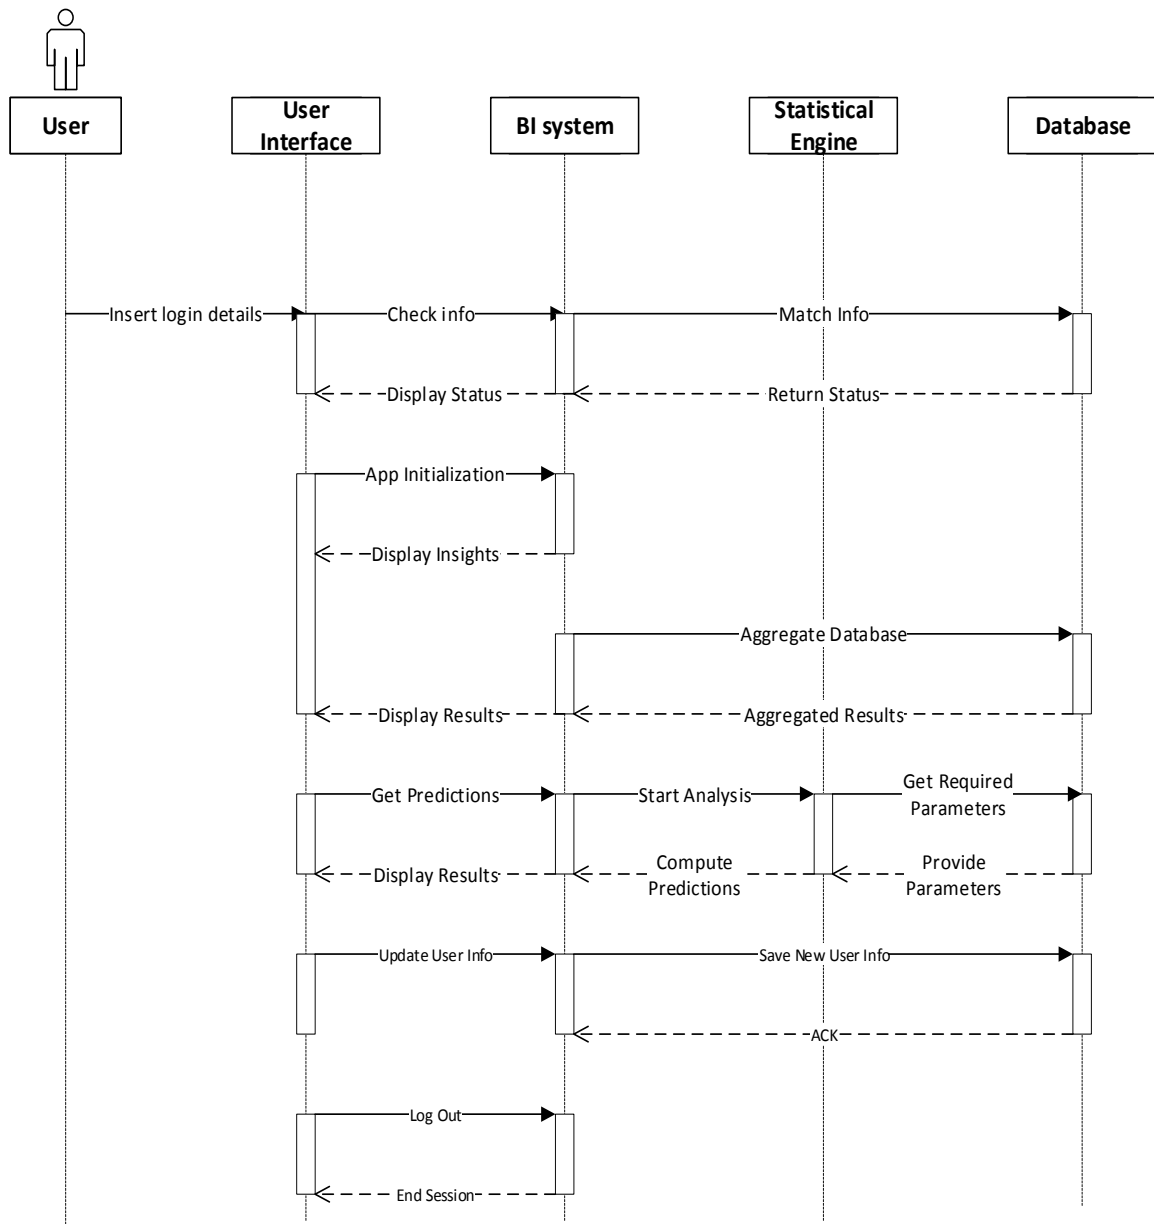 User
User
Interface
BI system
Statistical
Engine
Database
Insert login details
Check info
Match Info
Display Status
Return Status
App Initialization
Display Insights
Aggregate Database
Display Results
Aggregated Results
Get Predictions
Start Analysis
Get Required
Parameters
Display Results
Compute
Predictions
Provide
Parameters
Update User Info
Save New User Info
ACK
Log Out
End Session